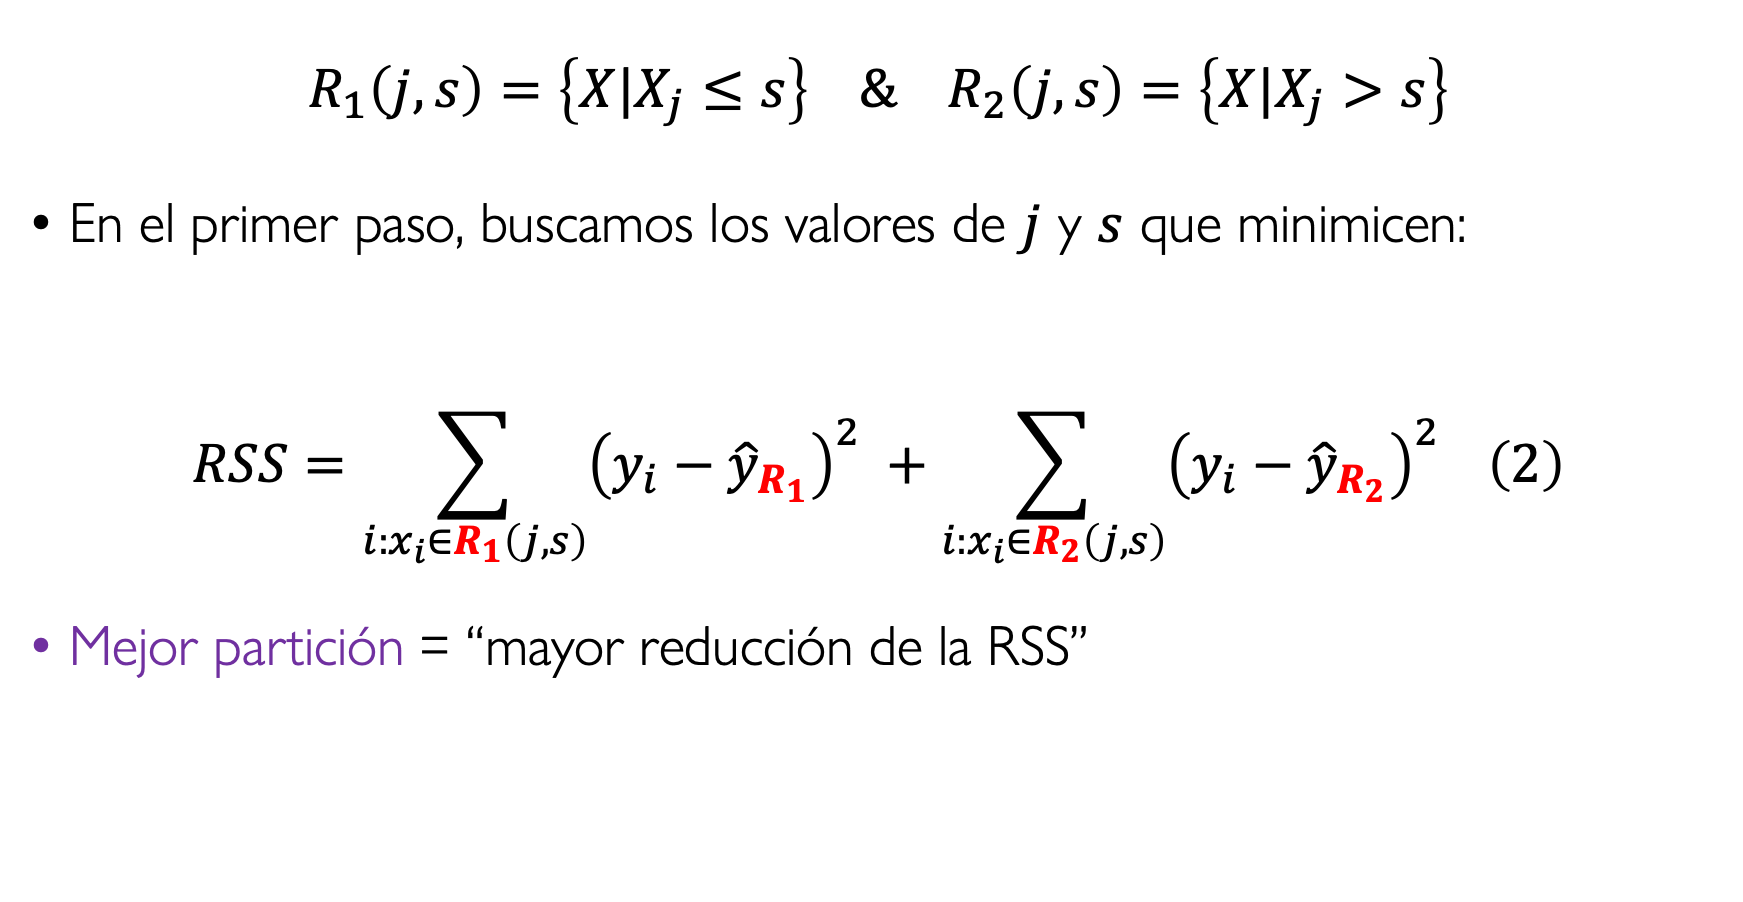 R₁(j, s) = {X|Xⱼ ≤ s} & R₂(j, s) = {X|Xⱼ > s}
• En el primer paso, buscamos los valores de j y s que minimicen:
RSS = ∑_{i:xᵢ∈R₁(j,s)} (yᵢ − ŷ_{R₁})² + ∑_{i:xᵢ∈R₂(j,s)} (yᵢ − ŷ_{R₂})² (2)
• Mejor partición = “mayor reducción de la RSS”